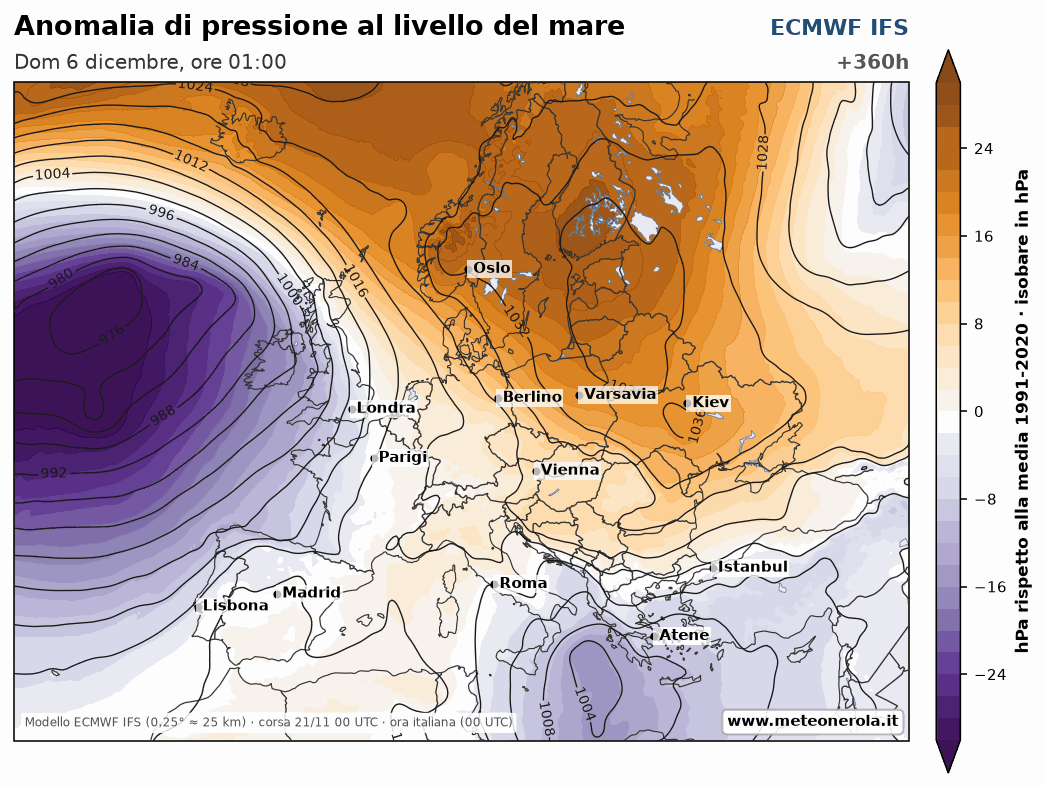 Anomalia di pressione al livello del mare
ECMWF IFS
Dom 6 dicembre, ore 01:00
+360h
1024
1028
1012
1004
996
984
980
1000
1016
976
Oslo
Berlino
Varsavia
Kiev
1036
Londra
988
Parigi
992
Vienna
Istanbul
Roma
Madrid
Lisbona
Atene
1004
1008
Modello ECMWF IFS (0,25° ≈ 25 km) · corsa 21/11 00 UTC · ora italiana (00 UTC)
www.meteonerola.it
24
16
8
0
−8
−16
−24
hPa rispetto alla media 1991-2020 · isobare in hPa